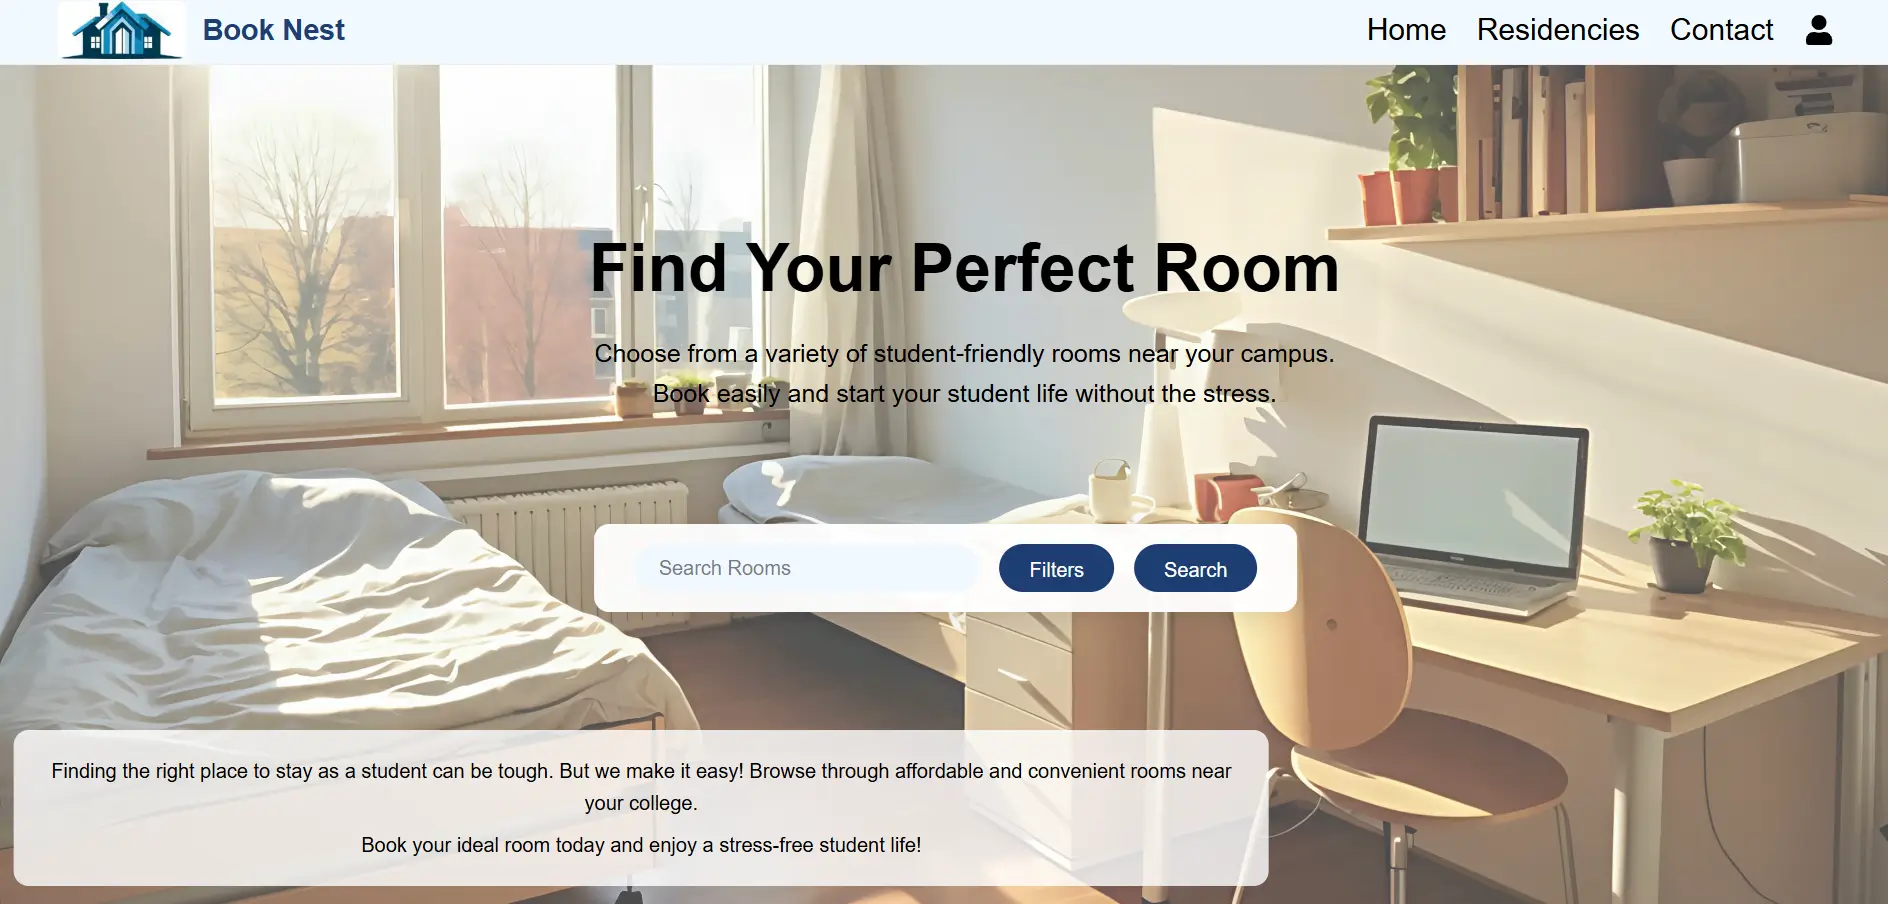 Book Nest
Home
Residencies
Contact
Find Your Perfect Room
Choose from a variety of student-friendly rooms near your campus.
Book easily and start your student life without the stress.
Search Rooms
Filters
Search
Finding the right place to stay as a student can be tough. But we make it easy! Browse through affordable and convenient rooms near
your college.
Book your ideal room today and enjoy a stress-free student life!